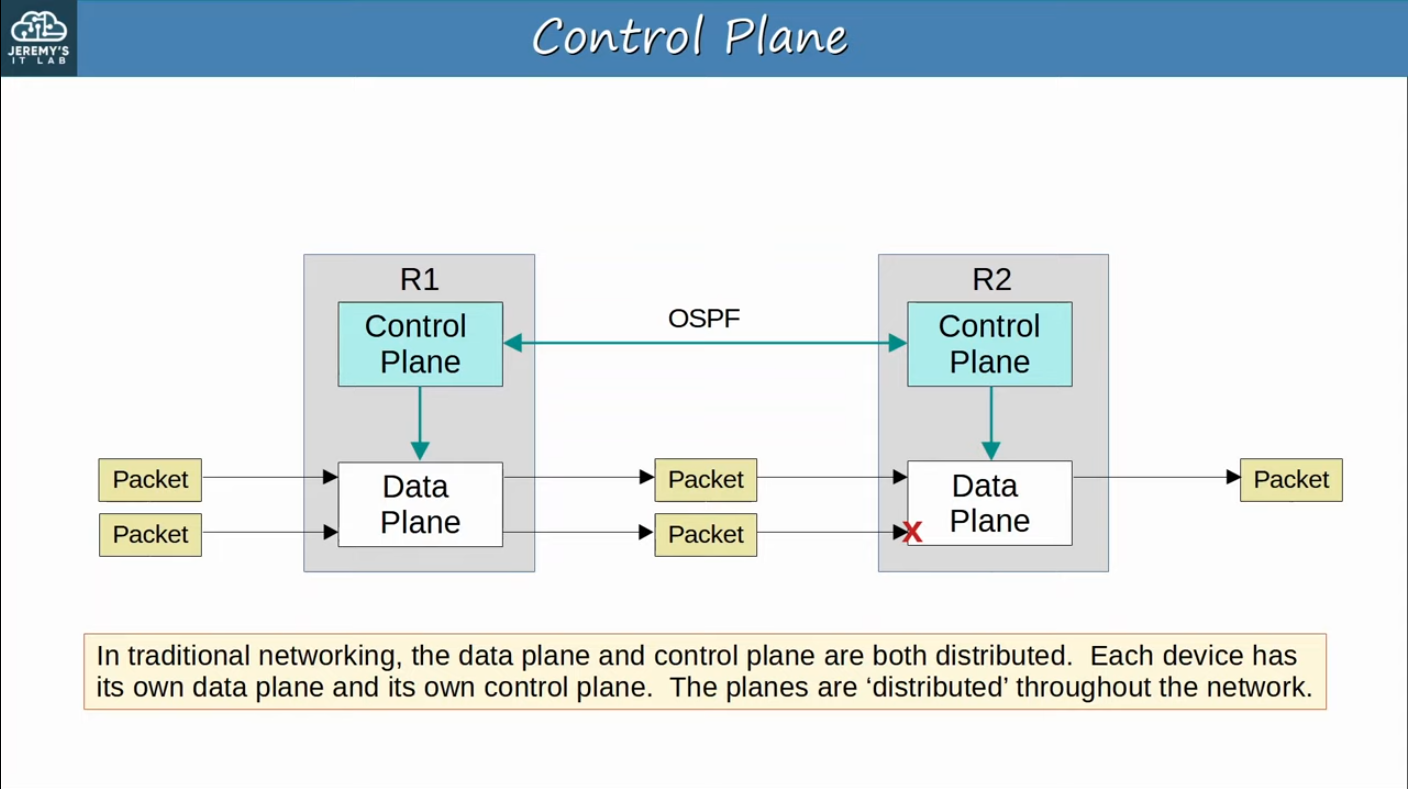 JEREMY'S
IT LAB
Control Plane
R1
R2
Control
Plane
OSPF
Control
Plane
Packet
Data
Plane
Packet
Data
Plane
Packet
Packet
Packet
X
In traditional networking, the data plane and control plane are both distributed.  Each device has
its own data plane and its own control plane.  The planes are ‘distributed’ throughout the network.